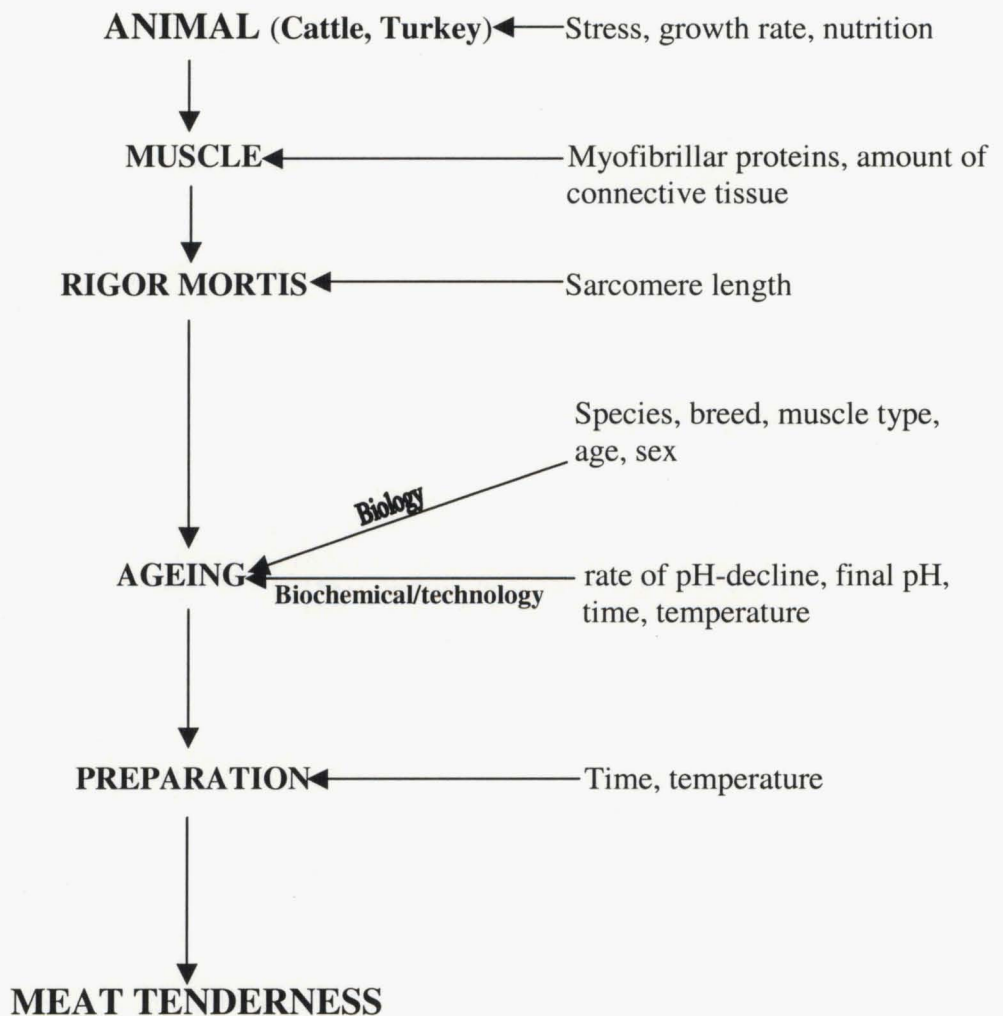 ANIMAL (Cattle, Turkey) Stress, growth rate, nutrition
MUSCLE Myofibrillar proteins, amount of
connective tissue
RIGOR MORTIS Sarcomere length
Species, breed, muscle type,
age, sex
Biology
AGEING rate of pH-decline, final pH,
Biochemical/technology time, temperature
PREPARATION Time, temperature
MEAT TENDERNESS